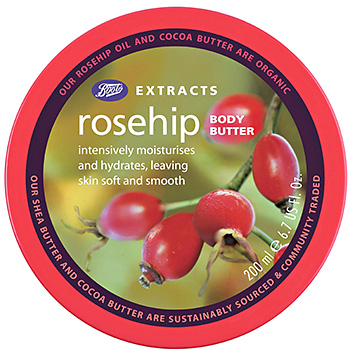 OUR ROSEHIP OIL AND COCOA BUTTER ARE ORGANIC
Boots EXTRACTS
rosehip BODY BUTTER
intensively moisturises
and hydrates, leaving
skin soft and smooth
200 ml e 6.7 US Fl. Oz.
OUR SHEA BUTTER AND COCOA BUTTER ARE SUSTAINABLY SOURCED & COMMUNITY TRADED